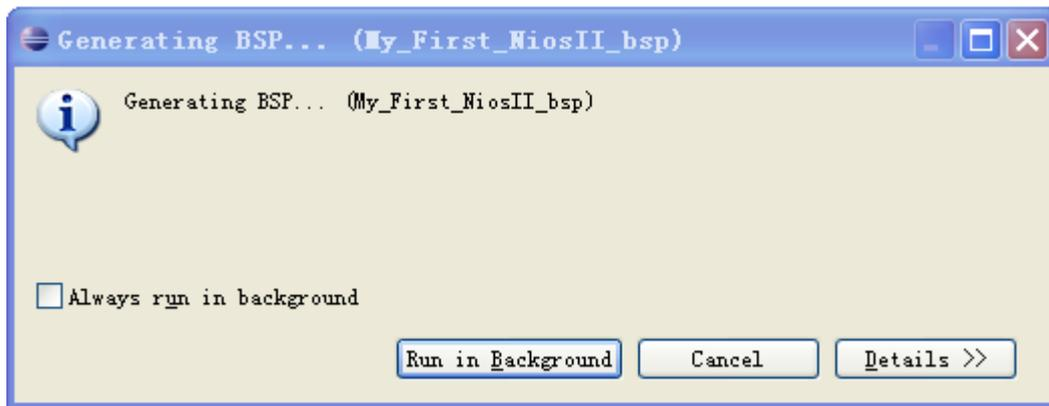 Generating BSP... (My_First_NiosII_bsp)
Generating BSP... (My_First_NiosII_bsp)
Always run in background
Run in Background
Cancel
Details >>